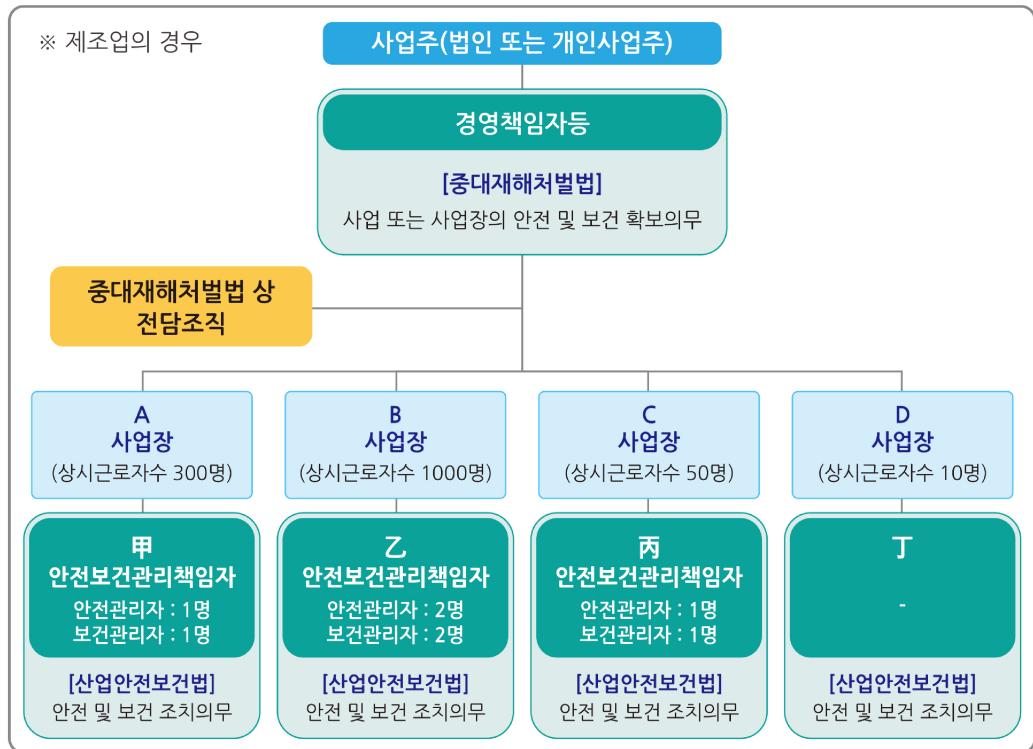 ※ 제조업의 경우
사업주(법인 또는 개인사업주)
경영책임자등
[중대재해처벌법]
사업 또는 사업장의 안전 및 보건 확보의무
중대재해처벌법 상
전담조직
A
사업장
(상시근로자수 300명)
B
사업장
(상시근로자수 1000명)
C
사업장
(상시근로자수 50명)
D
사업장
(상시근로자수 10명)
甲
안전보건관리책임자
안전관리자 : 1명
보건관리자 : 1명
[산업안전보건법]
안전 및 보건 조치의무
乙
안전보건관리책임자
안전관리자 : 2명
보건관리자 : 2명
[산업안전보건법]
안전 및 보건 조치의무
丙
안전보건관리책임자
안전관리자 : 1명
보건관리자 : 1명
[산업안전보건법]
안전 및 보건 조치의무
丁
-
[산업안전보건법]
안전 및 보건 조치의무